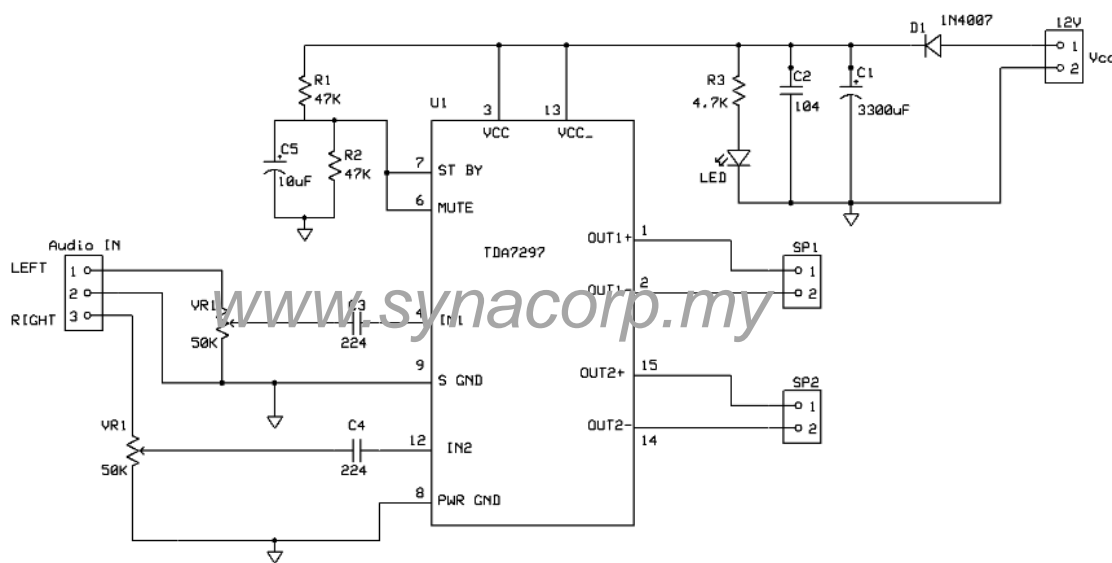 D1
1N4007
12V
1
2
Vcc
R1
47K
C5
10uF
R2
47K
U1
3
VCC
13
VCC_
R3
4.7K
LED
C2
104
C1
3300uF
7
ST BY
6
MUTE
TDA7297
Audio IN
LEFT
1
2
RIGHT
3
VR1
50K
C3
224
4
IN1
OUT1+
1
OUT1-
2
SP1
1
2
www.synacorp.my
9
S GND
OUT2+
15
SP2
1
2
OUT2-
14
VR1
50K
C4
224
12
IN2
8
PWR GND